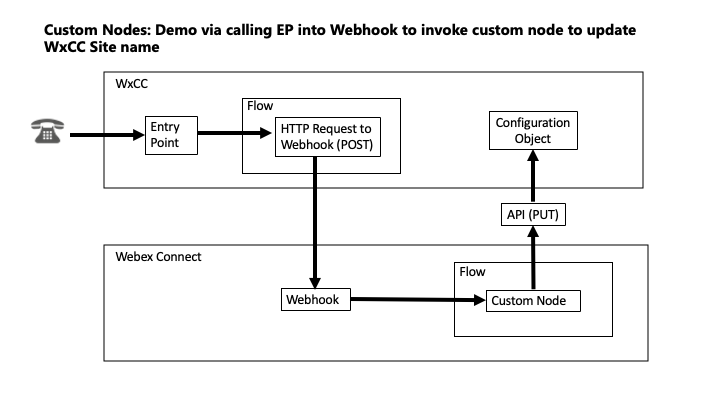 Custom Nodes: Demo via calling EP into Webhook to invoke custom node to update
WxCC Site name
WxCC
Flow
Entry
Point
HTTP Request to
Webhook (POST)
Configuration
Object
API (PUT)
Webex Connect
Flow
Webhook
Custom Node